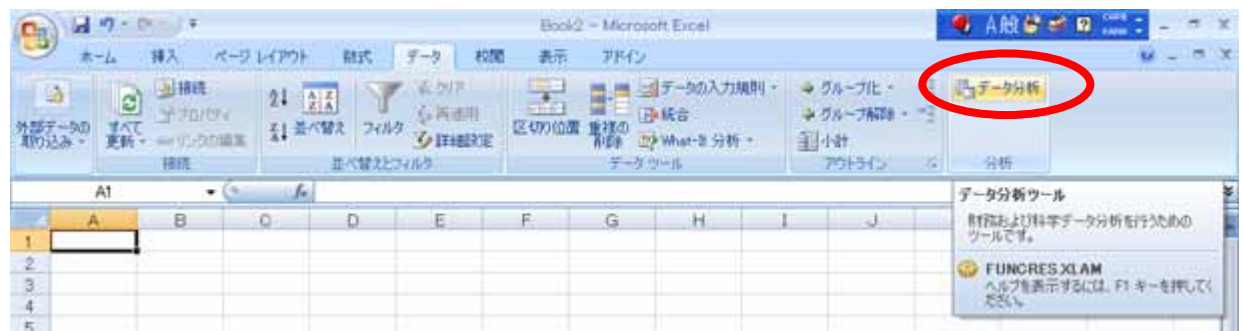 Book2 - Microsoft Excel
A 般
CAPS
KANA
ホーム 挿入 ページ レイアウト 数式 データ 校閲 表示 アドイン
外部データの
取り込み
すべて
更新
接続
プロパティ
リンクの編集
接続
並べ替え
フィルタ
クリア
再適用
詳細設定
並べ替えとフィルタ
区切り位置
重複の
削除
データの入力規則
統合
What-If 分析
データ ツール
グループ化
グループ解除
小計
アウトライン
データ分析
分析
A1
fx
A B C D E F G H I J
1
2
3
4
5
データ分析ツール
財務および科学データ分析を行うための
ツールです。
FUNCRES.XLAM
ヘルプを表示するには、F1 キーを押してく
ださい。